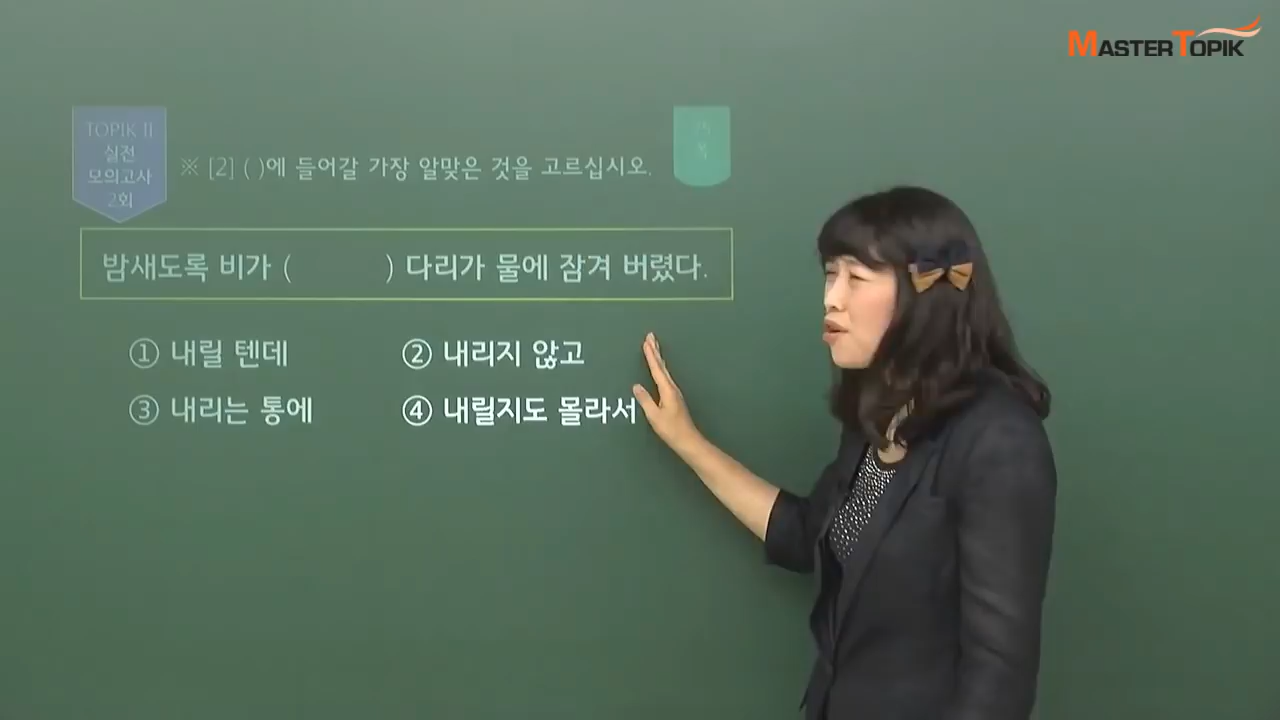 MASTERTOPIK
TOPIK II
실전
모의고사
2회
※ [2] ( )에 들어갈 가장 알맞은 것을 고르십시오.
밤새도록 비가 ( ) 다리가 물에 잠겨 버렸다.
① 내릴 텐데 ② 내리지 않고
③ 내리는 통에 ④ 내릴지도 몰라서